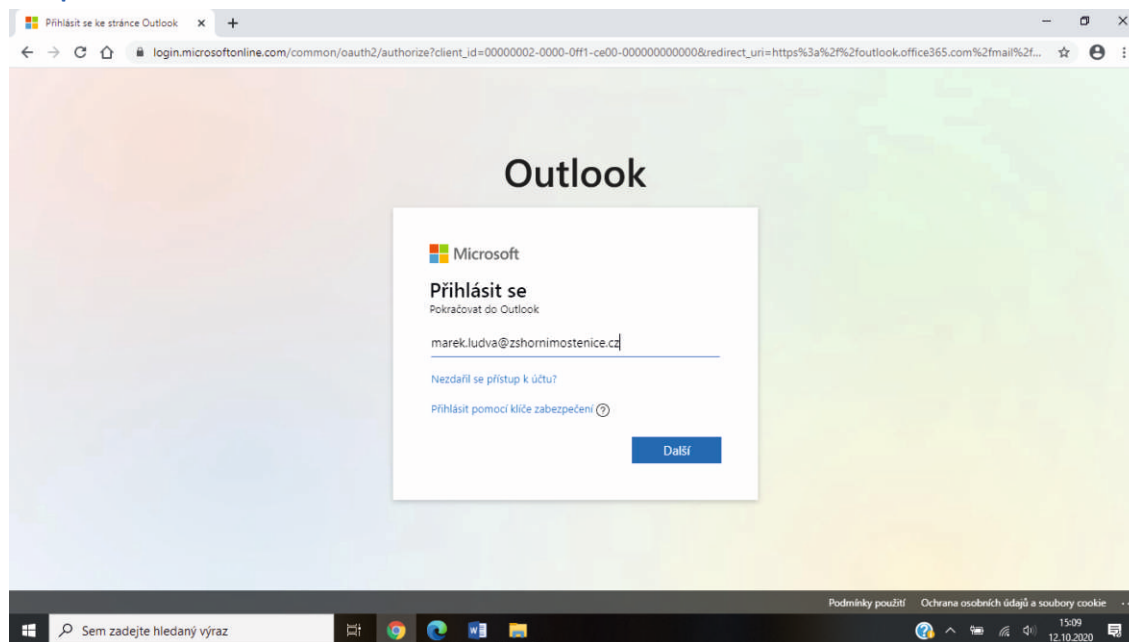 Přihlásit se ke stránce Outlook
login.microsoftonline.com/common/oauth2/authorize?client_id=00000002-0000-0ff1-ce00-000000000000&redirect_uri=https%3a%2f%2foutlook.office365.com%2fmail%2f...
Outlook
Microsoft
Přihlásit se
Pokračovat do Outlook
marek.ludva@zshornimostenice.cz
Nezdařil se přístup k účtu?
Přihlásit pomocí klíče zabezpečení ?
Další
Podmínky použití Ochrana osobních údajů a soubory cookie
Sem zadejte hledaný výraz
15:09
12.10.2020